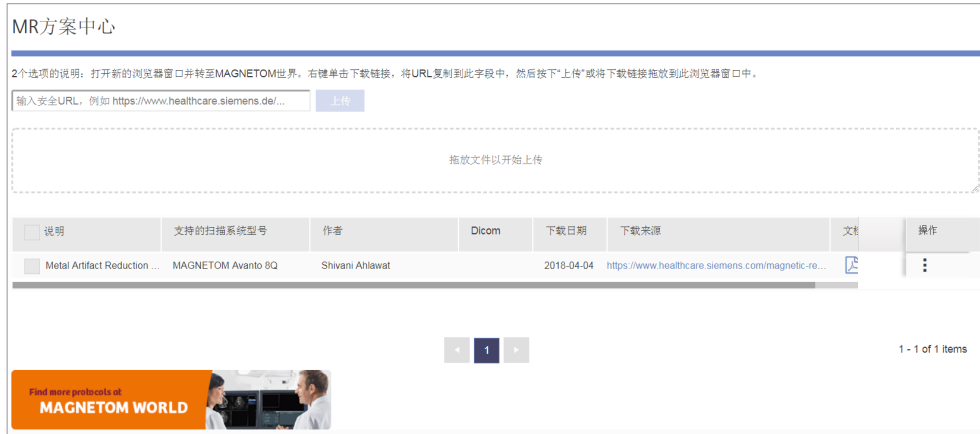 MR方案中心
2个选项的说明：打开新的浏览器窗口并转至MAGNETOM世界。右键单击下载链接，将URL复制到此字段中，然后按下“上传”或将下载链接拖放到此浏览器窗口中。
输入安全URL，例如 https://www.healthcare.siemens.de/... 上传
拖放文件以开始上传
说明 支持的扫描系统型号 作者 Dicom 下载日期 下载来源 文档 操作
Metal Artifact Reduction ... MAGNETOM Avanto 8Q Shivani Ahlawat 2018-04-04 https://www.healthcare.siemens.com/magnetic-re...
1 1 - 1 of 1 items
Find more protocols at
MAGNETOM WORLD